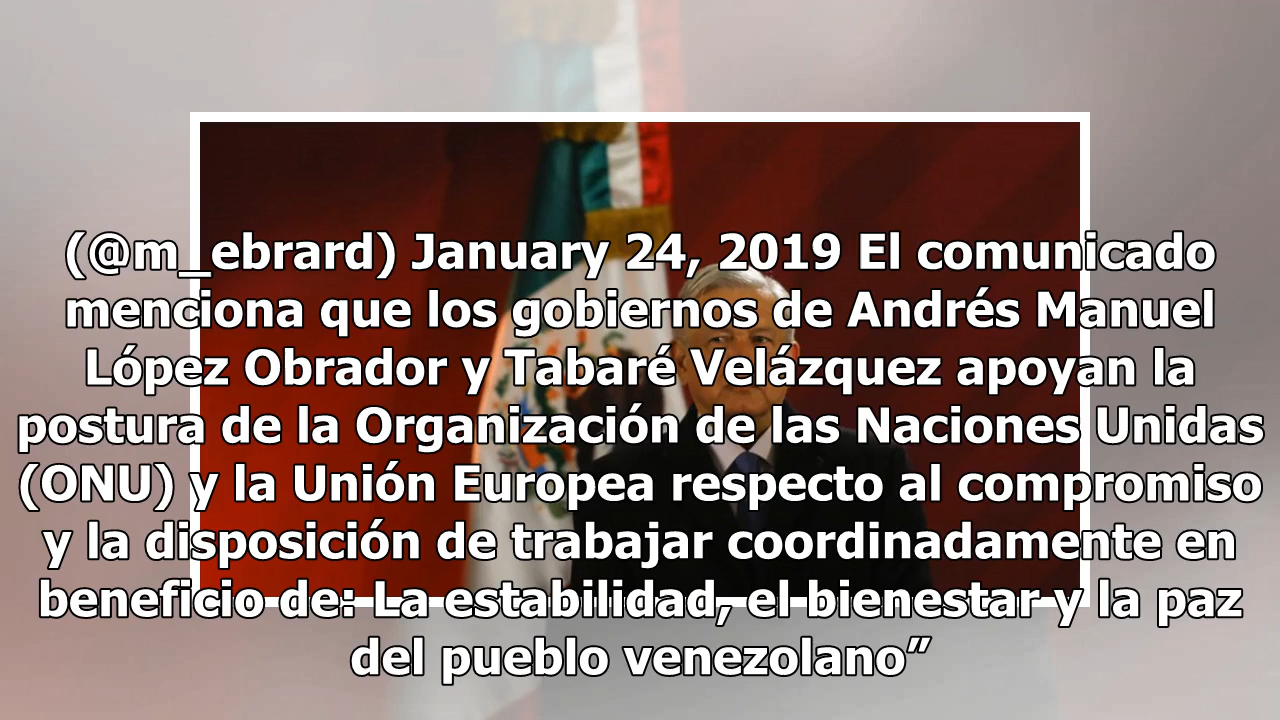 (@m_ebrard) January 24, 2019 El comunicado
menciona que los gobiernos de Andrés Manuel
López Obrador y Tabaré Velázquez apoyan la
postura de la Organización de las Naciones Unidas
(ONU) y la Unión Europea respecto al compromiso
y la disposición de trabajar coordinadamente en
beneficio de: La estabilidad, el bienestar y la paz
del pueblo venezolano”